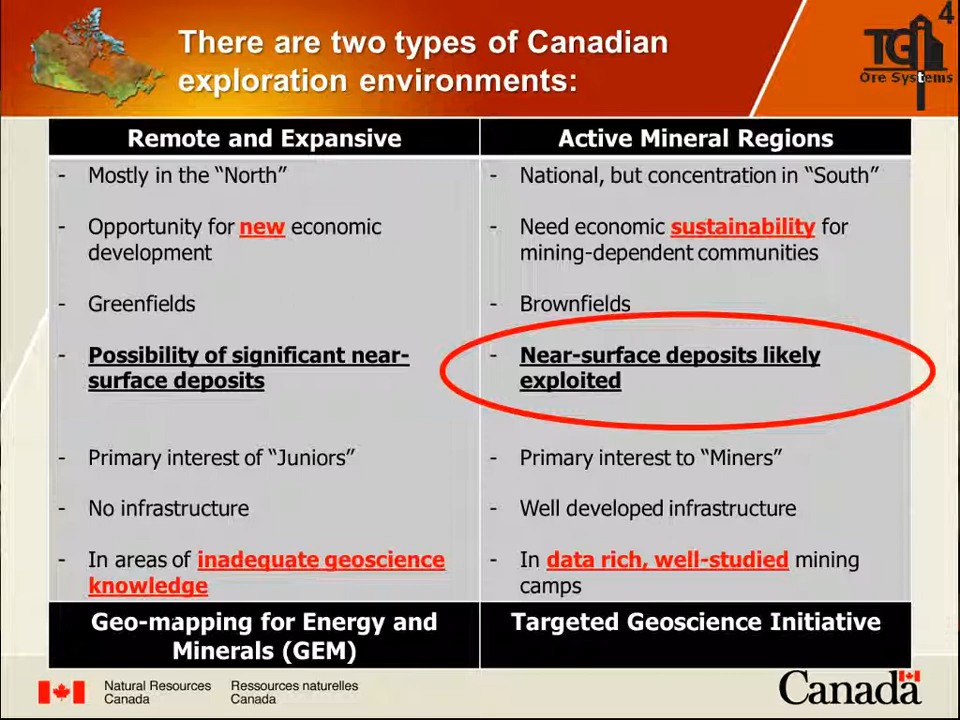 4
There are two types of Canadian
exploration environments:
TGI
Ore Systems
Remote and Expansive
Active Mineral Regions
- Mostly in the “North”
- National, but concentration in “South”
- Opportunity for new economic
development
- Need economic sustainability for
mining-dependent communities
- Greenfields
- Brownfields
- Possibility of significant near-
surface deposits
- Near-surface deposits likely
exploited
- Primary interest of “Juniors”
- Primary interest to “Miners”
- No infrastructure
- Well developed infrastructure
- In areas of inadequate geoscience
knowledge
- In data rich, well-studied mining
camps
Geo-mapping for Energy and
Minerals (GEM)
Targeted Geoscience Initiative
Natural Resources
Canada
Ressources naturelles
Canada
Canada